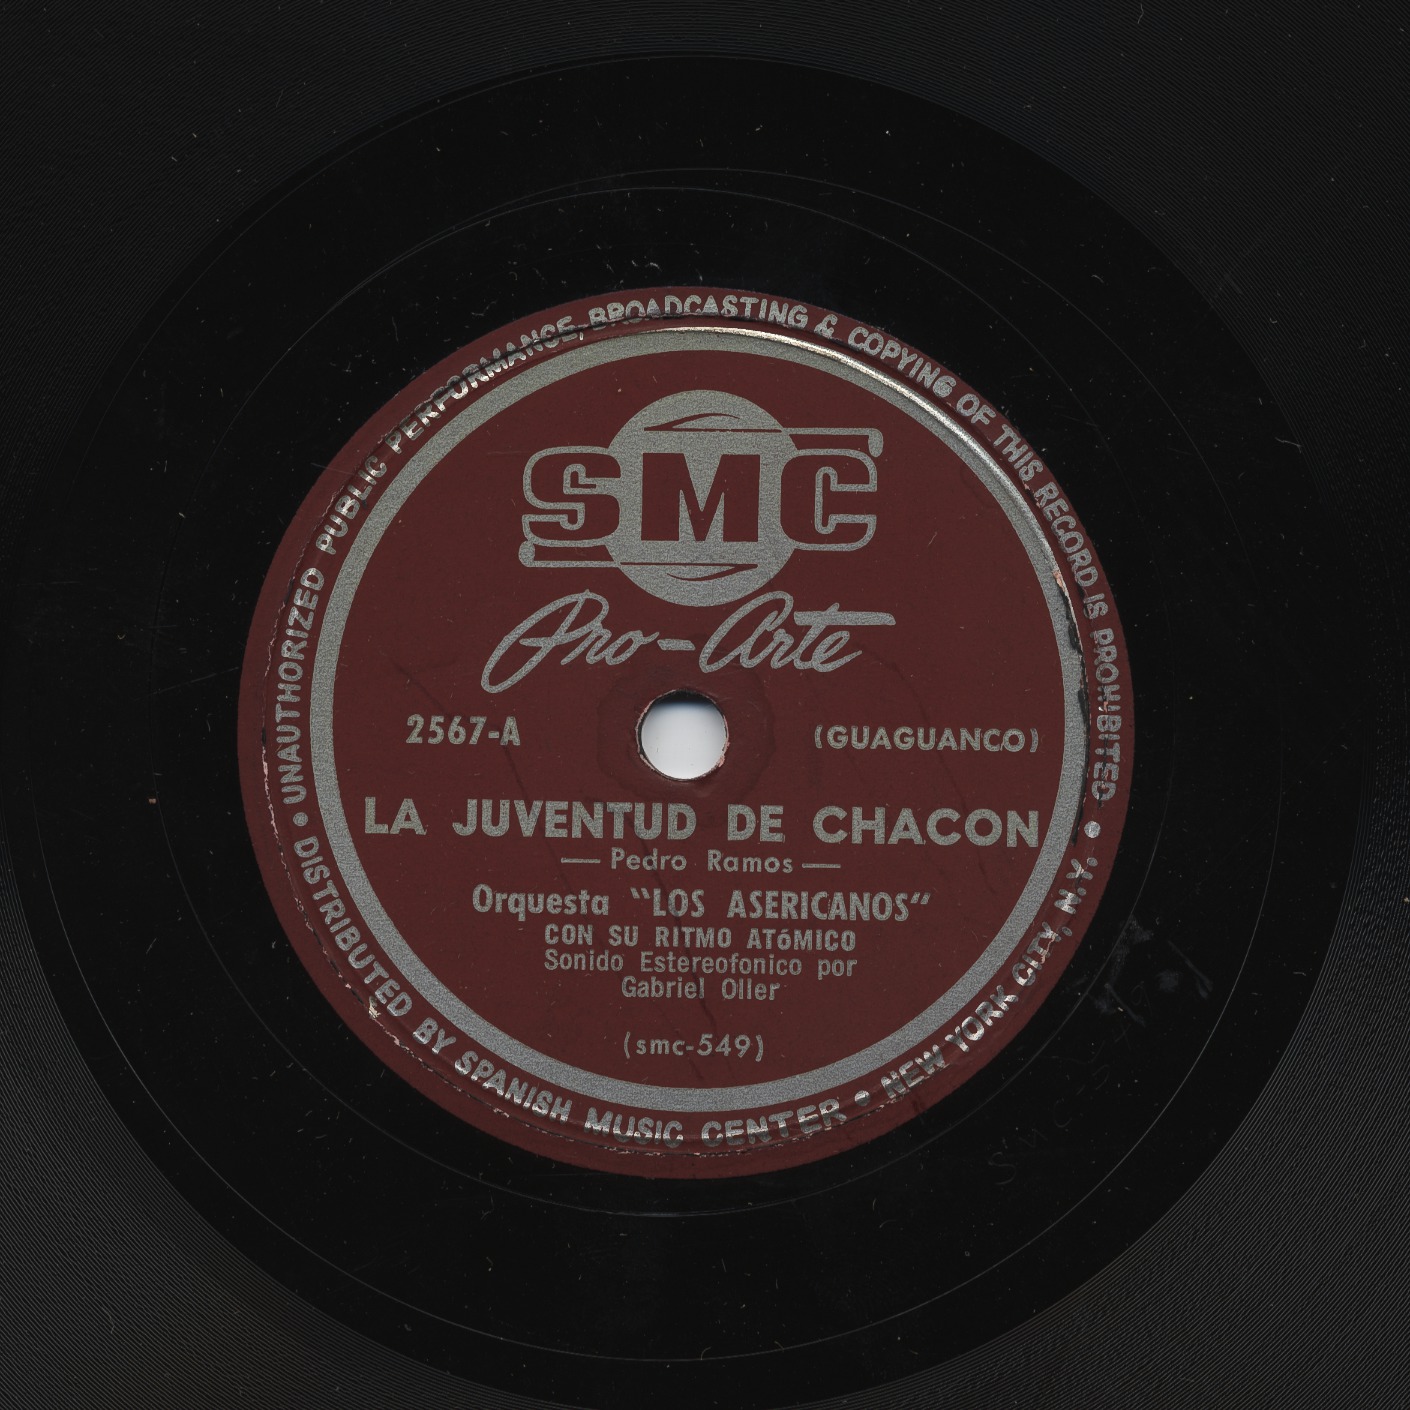 UNAUTHORIZED PUBLIC PERFORMANCE, BROADCASTING & COPYING OF THIS RECORD IS PROHIBITED
SMC
Pro-Arte
2567-A
(GUAGUANCO)
LA JUVENTUD DE CHACON
— Pedro Ramos —
Orquesta "LOS ASERICANOS"
CON SU RITMO ATóMICO
Sonido Estereofonico por
Gabriel Oller
(smc-549)
• DISTRIBUTED BY SPANISH MUSIC CENTER • NEW YORK CITY, N.Y. •